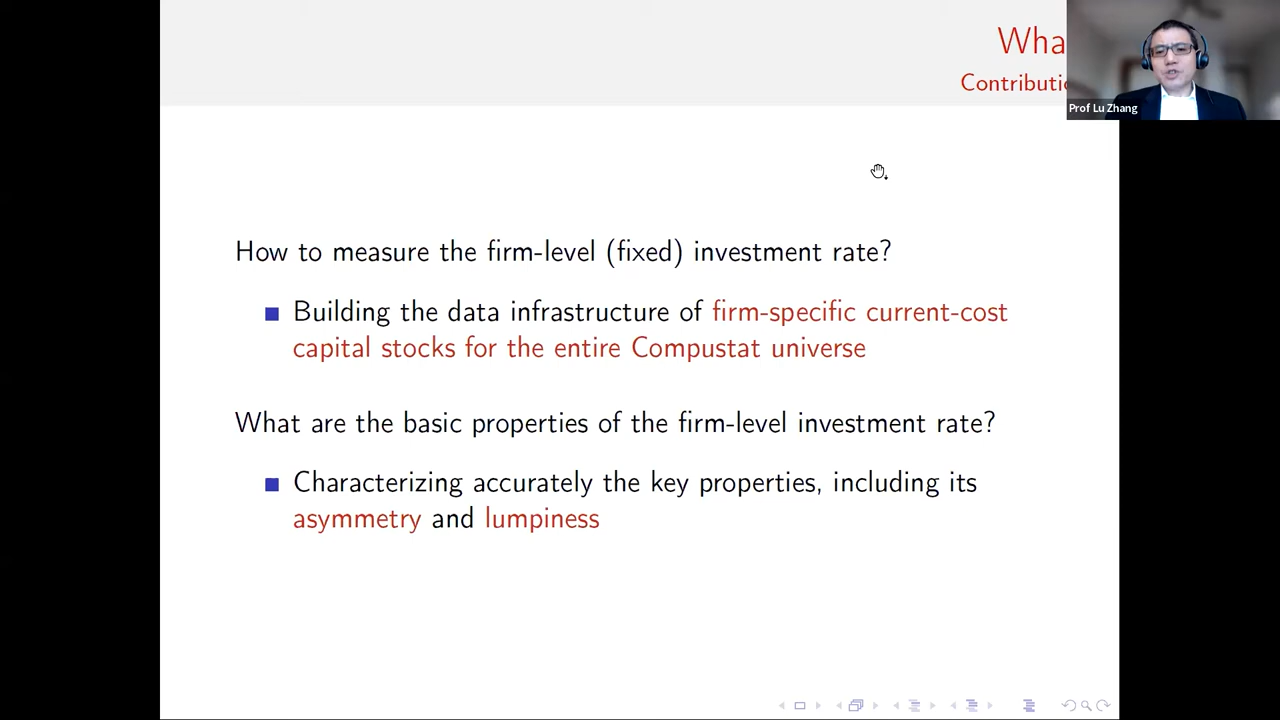 Wha
Contributio
Prof Lu Zhang
How to measure the firm-level (fixed) investment rate?
Building the data infrastructure of firm-specific current-cost
capital stocks for the entire Compustat universe
What are the basic properties of the firm-level investment rate?
Characterizing accurately the key properties, including its
asymmetry and lumpiness